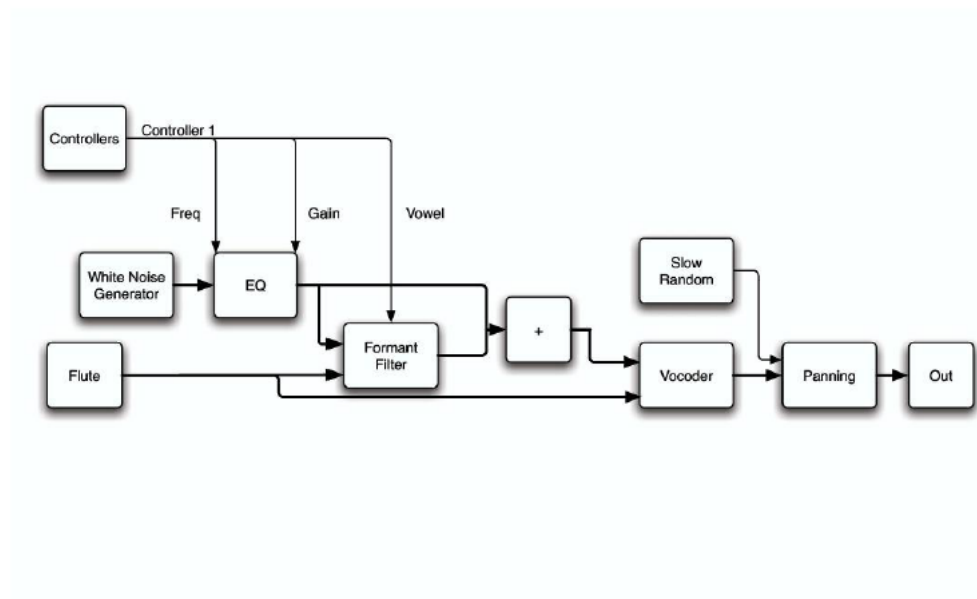 Controllers
Controller 1
Freq
Gain
Vowel
White Noise
Generator
EQ
Slow
Random
Formant
Filter
+
Flute
Vocoder
Panning
Out